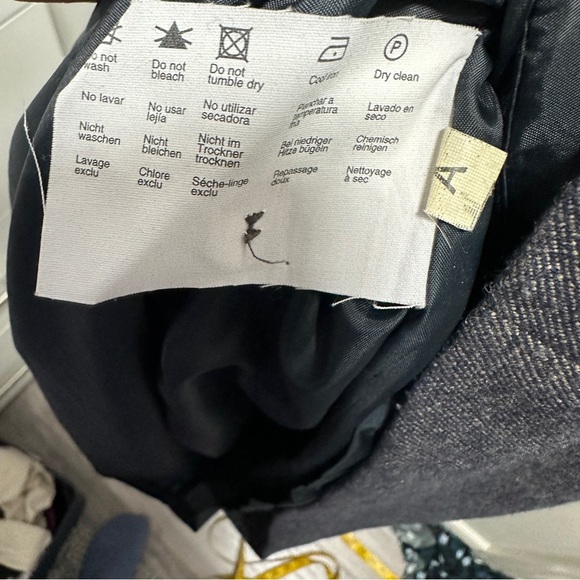 P
Do not
wash
Do not
bleach
Do not
tumble dry
Cool iron
Dry clean
No lavar
No usar
lejía
No utilizar
secadora
Planchar a
temperatura
fría
Lavado en
seco
Nicht
waschen
Nicht
bleichen
Nicht im
Trockner
trocknen
Bei niedriger
Hitze bügeln
Chemisch
reinigen
Lavage
exclu
Chlore
exclu
Sèche-linge
exclu
Repassage
doux
Nettoyage
à sec
A